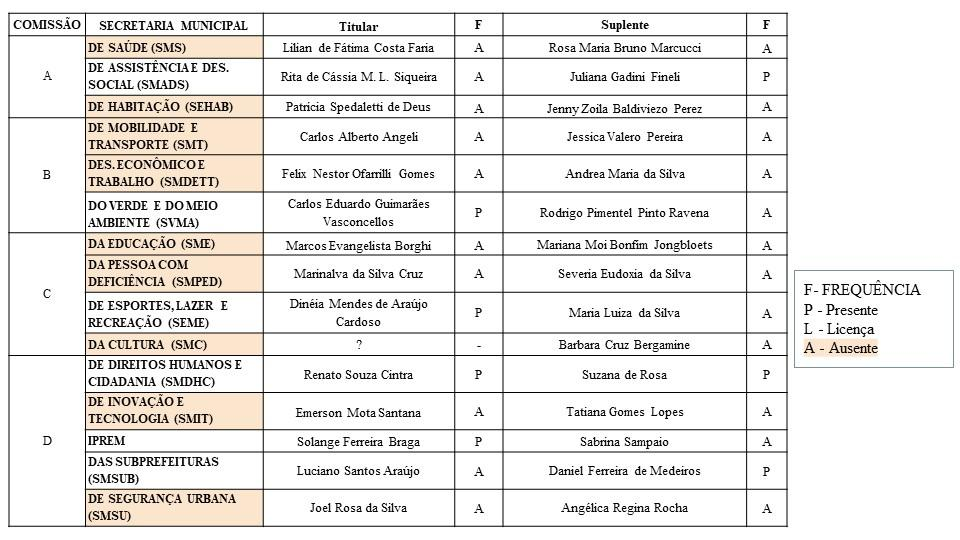 COMISSÃO SECRETARIA MUNICIPAL Titular F Suplente F
A
DE SAÚDE (SMS) Lilian de Fátima Costa Faria A Rosa Maria Bruno Marcucci A
DE ASSISTÊNCIA E DES.
SOCIAL (SMADS) Rita de Cássia M. L. Siqueira A Juliana Gadini Fineli P
DE HABITAÇÃO (SEHAB) Patricia Spedaletti de Deus A Jenny Zoila Baldiviezo Perez A
B
DE MOBILIDADE E
TRANSPORTE (SMT) Carlos Alberto Angeli A Jessica Valero Pereira A
DES. ECONÔMICO E
TRABALHO (SMDETT) Felix Nestor Ofarrilli Gomes A Andrea Maria da Silva A
DO VERDE E DO MEIO
AMBIENTE (SVMA) Carlos Eduardo Guimarães
Vasconcellos P Rodrigo Pimentel Pinto Ravena A
C
DA EDUCAÇÃO (SME) Marcos Evangelista Borghi A Mariana Moi Bonfim Jongbloets A
DA PESSOA COM
DEFICIÊNCIA (SMPED) Marinalva da Silva Cruz A Severia Eudoxia da Silva A
DE ESPORTES, LAZER E
RECREAÇÃO (SEME) Dinéia Mendes de Araújo
Cardoso P Maria Luiza da Silva A
DA CULTURA (SMC) ? - Barbara Cruz Bergamine A
D
DE DIREITOS HUMANOS E
CIDADANIA (SMDHC) Renato Souza Cintra P Suzana de Rosa P
DE INOVAÇÃO E
TECNOLOGIA (SMIT) Emerson Mota Santana A Tatiana Gomes Lopes A
IPREM Solange Ferreira Braga P Sabrina Sampaio A
DAS SUBPREFEITURAS
(SMSUB) Luciano Santos Araújo A Daniel Ferreira de Medeiros P
DE SEGURANÇA URBANA
(SMSU) Joel Rosa da Silva A Angélica Regina Rocha A
F- FREQUÊNCIA
P - Presente
L - Licença
A - Ausente